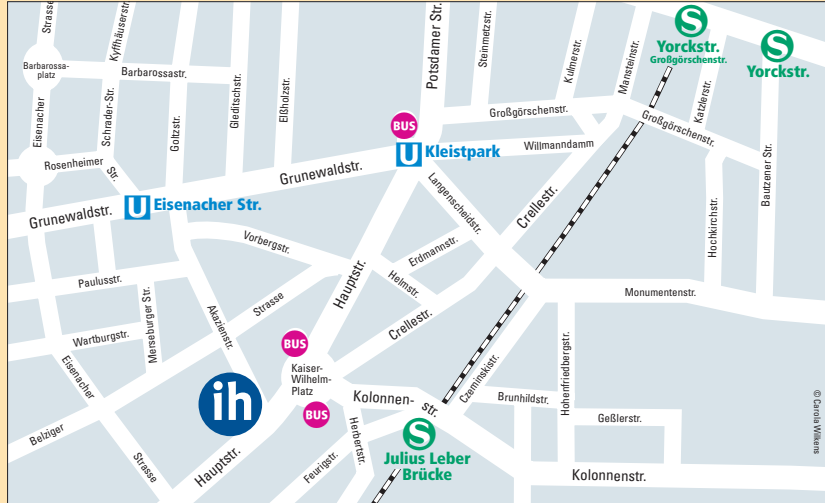 Strasse
Kyffhäuserstr.
Barbarossa-
platz
Barbarossastr.
Eisenacher
Schrader-Str.
Goltzstr.
Gleditschstr.
Elßholzstr.
Potsdamer Str.
Steinmetzstr.
Kulmerstr.
Mansteinstr.
S
Yorckstr.
Großgörschenstr.
S
Yorckstr.
Katzlerstr.
BUS
Großgörschenstr.
Großgörschenstr.
U Kleistpark
Willmanndamm
Rosenheimer
Str.
Grunewaldstr.
Grunewaldstr.
U Eisenacher Str.
Langenscheidstr.
Crellestr.
Hochkirchstr.
Bautzener Str.
Vorbergstr.
Erdmannstr.
Helmstr.
Hauptstr.
Paulusstr.
Merseburger Str.
Akazienstr.
Strasse
Crellestr.
Monumentenstr.
Wartburgstr.
Eisenacher
BUS
Kaiser-
Wilhelm-
Platz
BUS
ih
Kolonnen-
str.
Czeminskistr.
Brunhildstr.
Hohenfriedbergstr.
Geßlerstr.
Belziger
Strasse
Hauptstr.
Herbertstr.
Feurigstr.
S
Julius Leber
Brücke
Kolonnenstr.
© Carola Wilkens